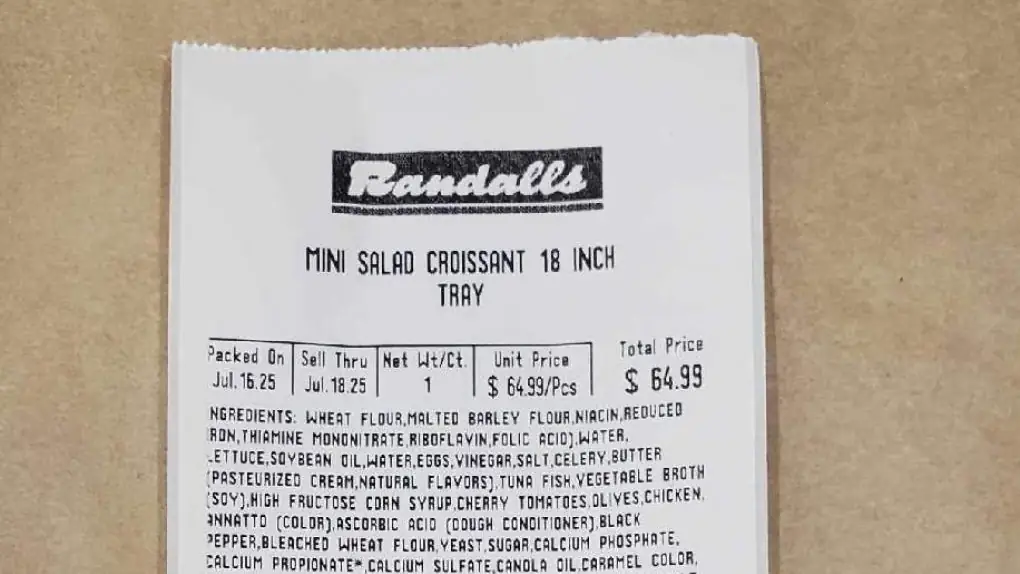 Randalls
MINI SALAD CROISSANT 18 INCH
TRAY
Packed On Sell Thru Net Wt/Ct. Unit Price Total Price
Jul.16.25 Jul.18.25 1 $ 64.99/Pcs $ 64.99
NGREDIENTS: WHEAT FLOUR,MALTED BARLEY FLOUR,NIACIN,REDUCED
IRON,THIAMINE MONONITRATE,RIBOFLAVIN,FOLIC ACID),WATER,
LETTUCE,SOYBEAN OIL,WATER,EGGS,VINEGAR,SALT,CELERY,BUTTER
(PASTEURIZED CREAM,NATURAL FLAVORS),TUNA FISH,VEGETABLE BROTH
(SOY),HIGH FRUCTOSE CORN SYRUP,CHERRY TOMATOES,OLIVES,CHICKEN,
ANNATTO (COLOR),ASCORBIC ACID (DOUGH CONDITIONER),BLACK
PEPPER,BLEACHED WHEAT FLOUR,YEAST,SUGAR,CALCIUM PHOSPHATE,
CALCIUM PROPIONATE*,CALCIUM SULFATE,CANOLA OIL,CARAMEL COLOR,